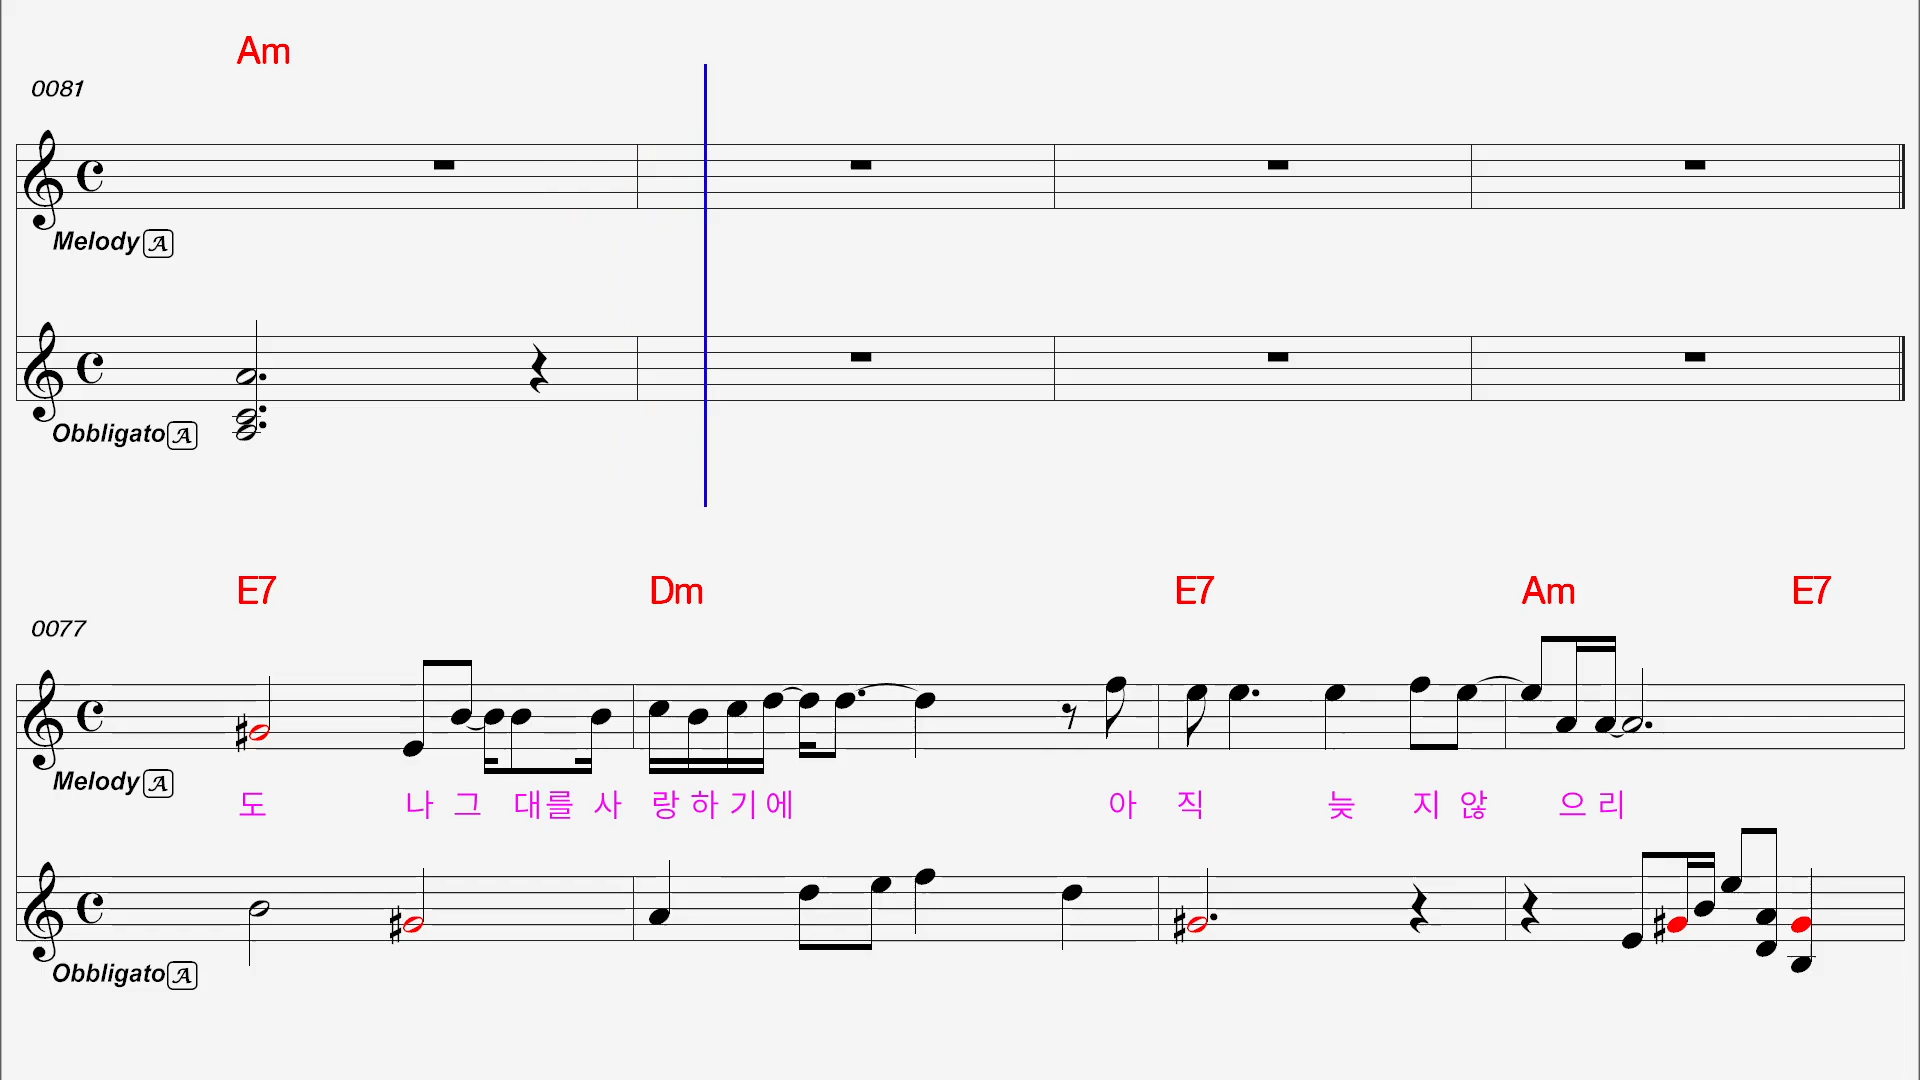 Am
0081
Melody A
Obbligato A
E7 Dm E7 Am E7
0077
Melody A
도 나 그 대를 사 랑 하 기 에 아 직 늦 지 않 으 리
Obbligato A